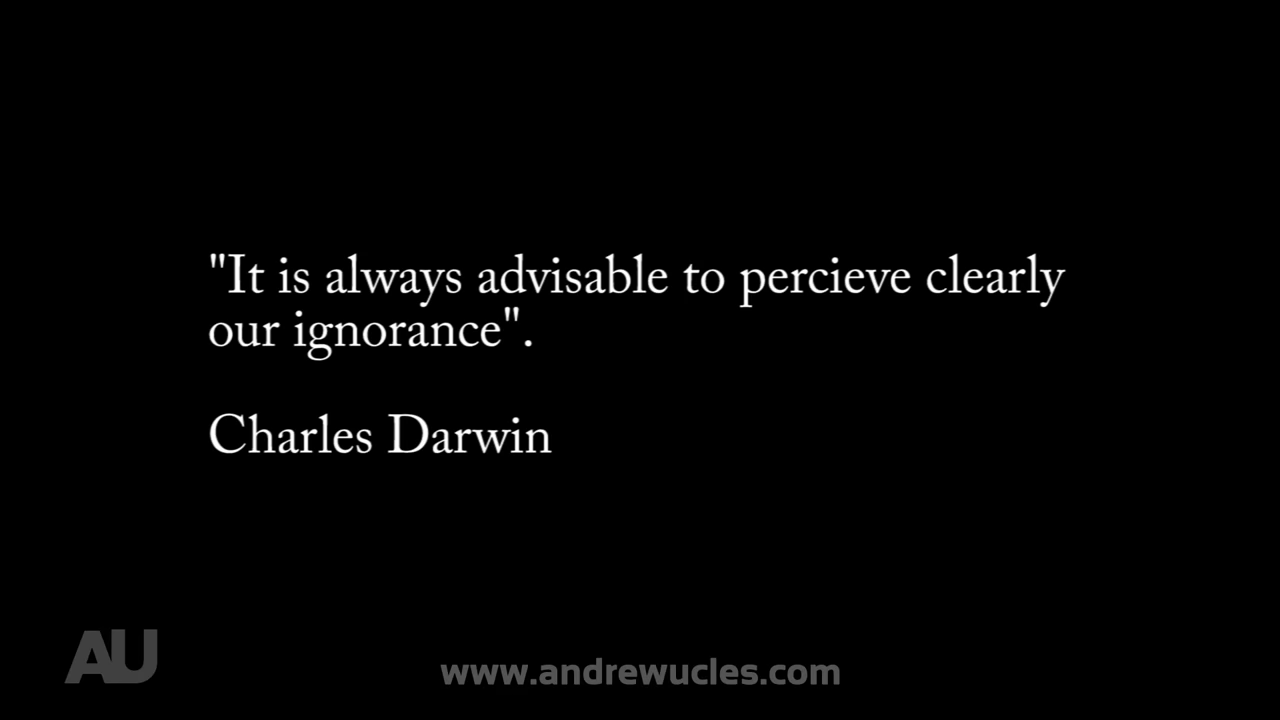 "It is always advisable to percieve clearly
our ignorance".
Charles Darwin
AU
www.andrewucles.com